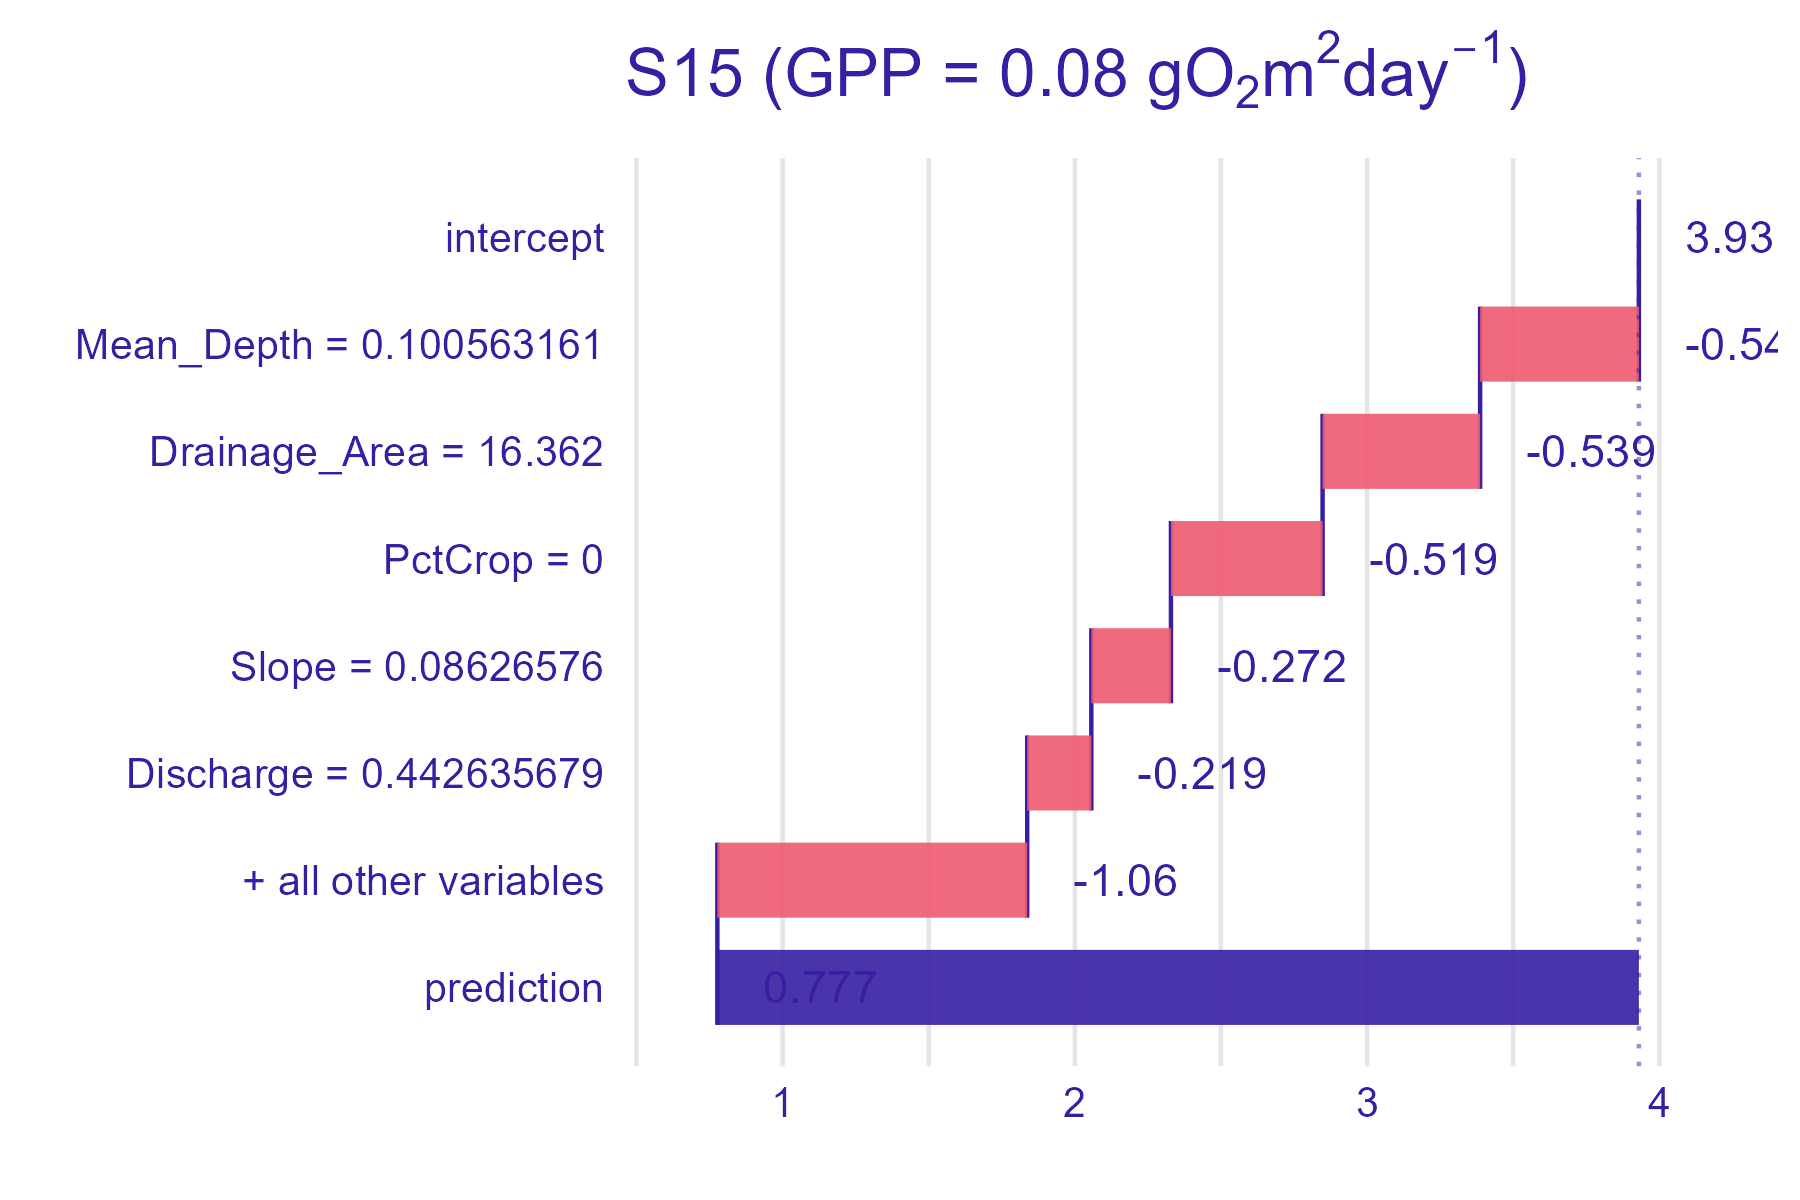 S15 (GPP = 0.08 gO₂m²day⁻¹)
intercept 3.93
Mean_Depth = 0.100563161 -0.54
Drainage_Area = 16.362 -0.539
PctCrop = 0 -0.519
Slope = 0.08626576 -0.272
Discharge = 0.442635679 -0.219
+ all other variables -1.06
prediction 0.777
1 2 3 4